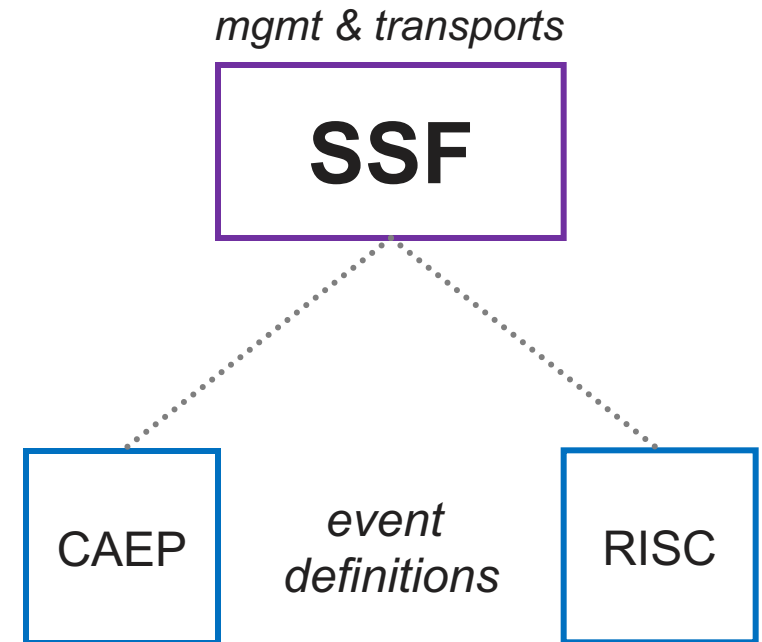 mgmt & transports
SSF
CAEP
event
definitions
RISC